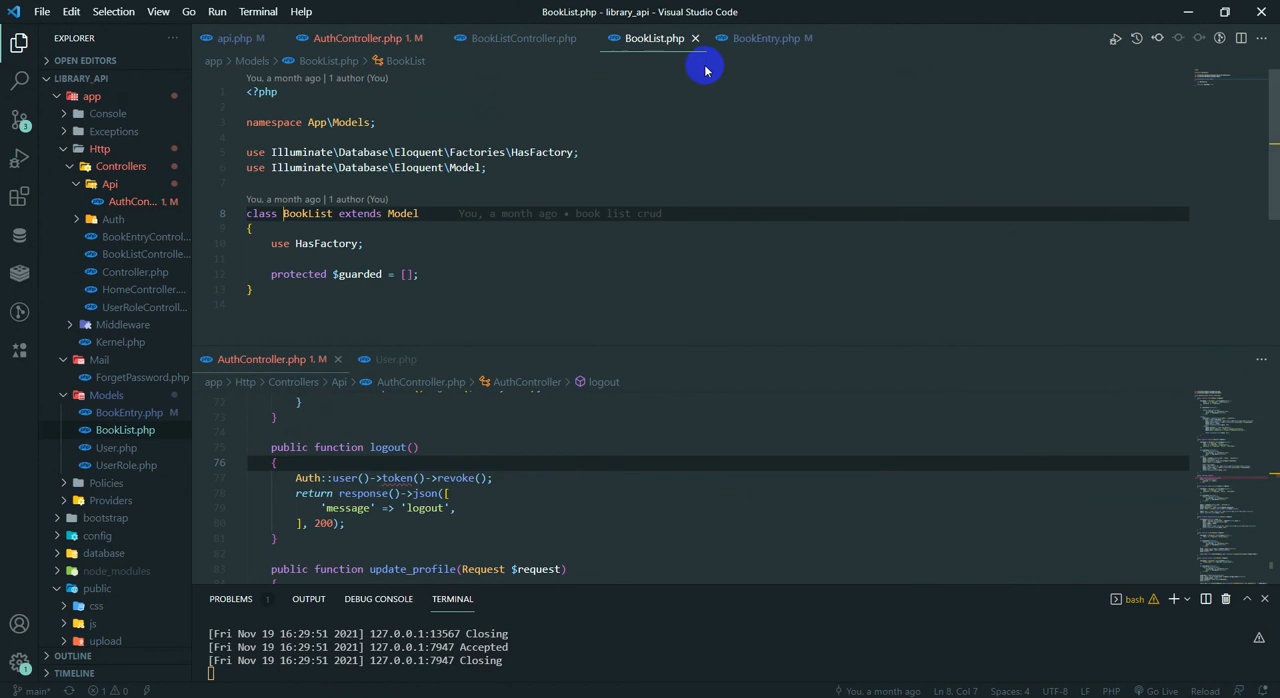 File Edit Selection View Go Run Terminal Help
BookList.php - library_api - Visual Studio Code
EXPLORER
OPEN EDITORS
LIBRARY_API
app
Console
Exceptions
Http
Controllers
Api
AuthCon... 1, M
Auth
BookEntryControl...
BookListControlle...
Controller.php
HomeController....
UserRoleControll...
Middleware
Kernel.php
Mail
ForgetPassword.php
Models
BookEntry.php M
BookList.php
User.php
UserRole.php
Policies
Providers
bootstrap
config
database
node_modules
public
css
js
upload
OUTLINE
TIMELINE
api.php M AuthController.php 1, M BookListController.php BookList.php BookEntry.php M
app > Models > BookList.php > BookList
You, a month ago | 1 author (You)
1 <?php
2
3 namespace App\Models;
4
5 use Illuminate\Database\Eloquent\Factories\HasFactory;
6 use Illuminate\Database\Eloquent\Model;
7
You, a month ago | 1 author (You)
8 class BookList extends Model You, a month ago • book list crud
9 {
10 use HasFactory;
11
12 protected $guarded = [];
13 }
14
AuthController.php 1, M User.php
app > Http > Controllers > Api > AuthController.php > AuthController > logout
72 }
73 }
74
75 public function logout()
76 {
77 Auth::user()->token()->revoke();
78 return response()->json([
79 'message' => 'logout',
80 ], 200);
81 }
82
83 public function update_profile(Request $request)
PROBLEMS 1 OUTPUT DEBUG CONSOLE TERMINAL
bash
[Fri Nov 19 16:29:51 2021] 127.0.0.1:13567 Closing
[Fri Nov 19 16:29:51 2021] 127.0.0.1:7947 Accepted
[Fri Nov 19 16:29:51 2021] 127.0.0.1:7947 Closing
3
1
main* 1 0 You, a month ago Ln 8, Col 7 Spaces: 4 UTF-8 LF PHP Go Live Reload